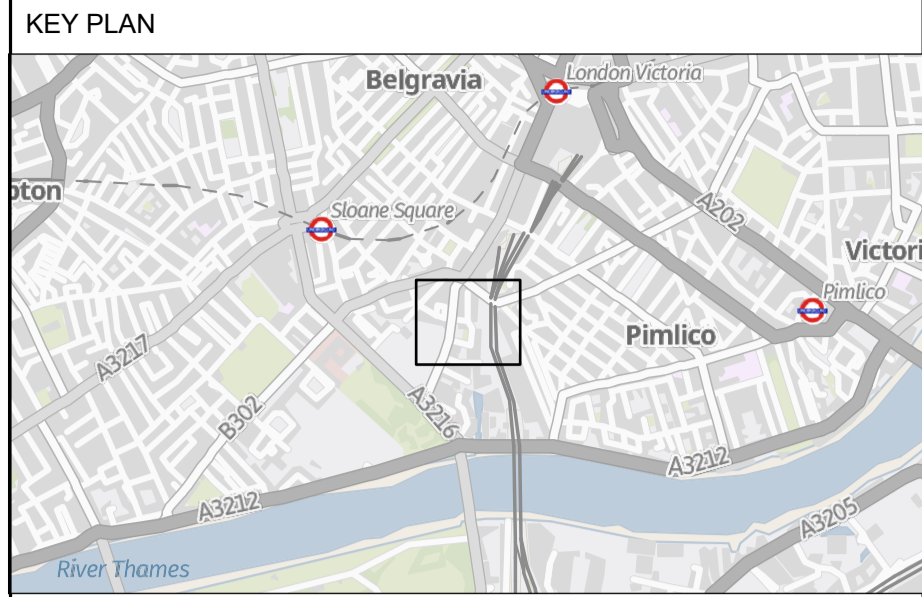 KEY PLAN
Belgravia
London Victoria
pton
Sloane Square
A202
Victori
Pimlico
Pimlico
A3217
B302
A3216
A3212
A3212
A3205
River Thames